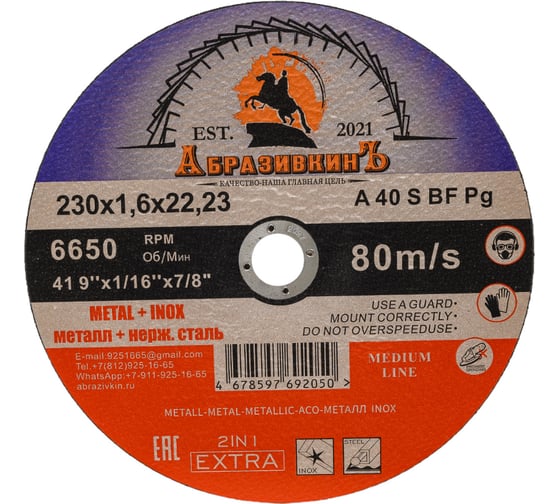 EST. 2021
АбразивкинЪ
КАЧЕСТВО-НАША ГЛАВНАЯ ЦЕЛЬ
230x1,6x22,23
A 40 S BF Pg
6650 RPM
Об/Мин
80m/s
41 9"x1/16"x7/8"
METAL + INOX
металл + нерж. сталь
USE A GUARD·
MOUNT CORRECTLY·
DO NOT OVERSPEEDUSE·
E-mail:9251665@gmail.com
Tel:+7(812)925-16-65
WhatsApp:+7-911-925-16-65
abrazivkin.ru
4 678597 692050 >
MEDIUM
LINE
METALL-METAL-METALLIC-ACO-МЕТАЛЛ INOX
EAC
2IN1
EXTRA
INOX
STEEL